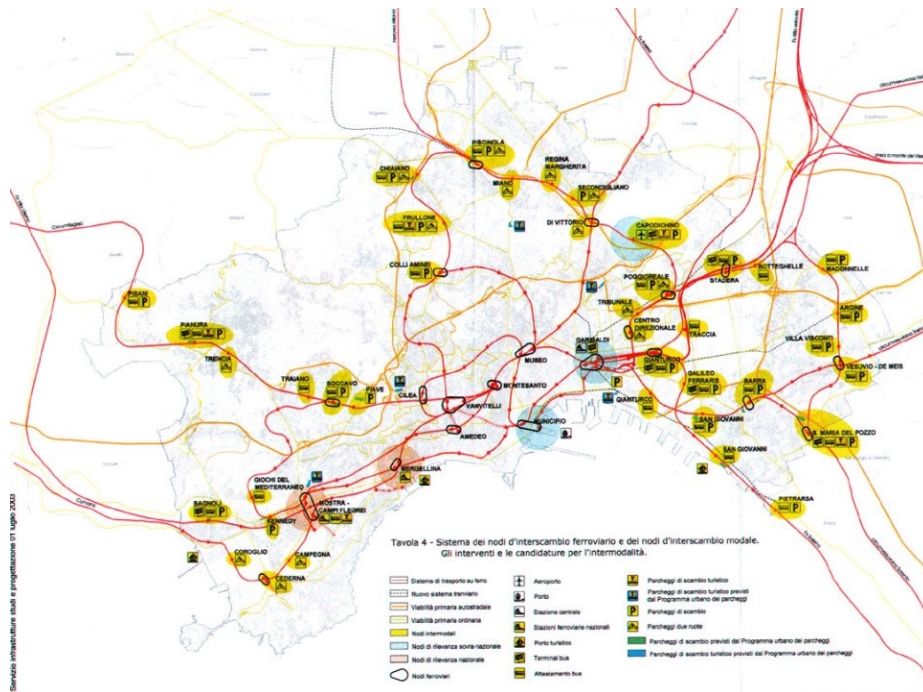 PISCINOLA
CHIAIANO
MIANO
REGINA
MARGHERITA
SECONDIGLIANO
FRULLONE
DI VITTORIO
CAPODICHINO
COLLI AMINEI
POGGIOREALE
STADERA
BOTTEGHELLE
MADONNELLE
PISANI
TRIBUNALE
PIANURA
CENTRO
DIREZIONALE
TRACCIA
ARGINE
TRENCIA
GARIBALDI
VILLA VISCONTI
MUSEO
GIANTURCO
VESUVIO - DE MEIS
TRAIANO
SOCCAVO
PIAVE
CILEA
MONTESANTO
GALILEO
FERRARIS
BARRA
VANVITELLI
GIANTURCO
AMEDEO
MUNICIPIO
SAN GIOVANNI
S. MARIA DEL POZZO
SAN GIOVANNI
MERGELLINA
GIOCHI DEL
MEDITERRANEO
BAGNOLI
KENNEDY
MOSTRA -
CAMPI FLEGREI
PIETRARSA
COROGLIO
CAMPEGNA
CEDERNA
Circumflegrea
Cumana
Servizio infrastrutture studi e progettazione 01 luglio 2003
Tavola 4 - Sistema dei nodi d'interscambio ferroviario e dei nodi d'interscambio modale.
Gli interventi e le candidature per l'intermodalità.
Sistema di trasporto su ferro
Nuovo sistema tranviario
Viabilità primaria autostradale
Viabilità primaria ordinaria
Nodi intermodali
Nodi di rilevanza sovra-nazionale
Nodi di rilevanza nazionale
Nodi ferroviari
Aeroporto
Porto
Stazione centrale
Stazioni ferroviarie nazionali
Porto turistico
Terminal bus
Attestamento bus
Parcheggi di scambio turistico
Parcheggi di scambio turistico previsti
dal Programma urbano dei parcheggi
Parcheggi di scambio
Parcheggi due ruote
Parcheggi di scambio previsti dal Programma urbano dei parcheggi
Parcheggi di scambio turistico previsti dal Programma urbano dei parcheggi